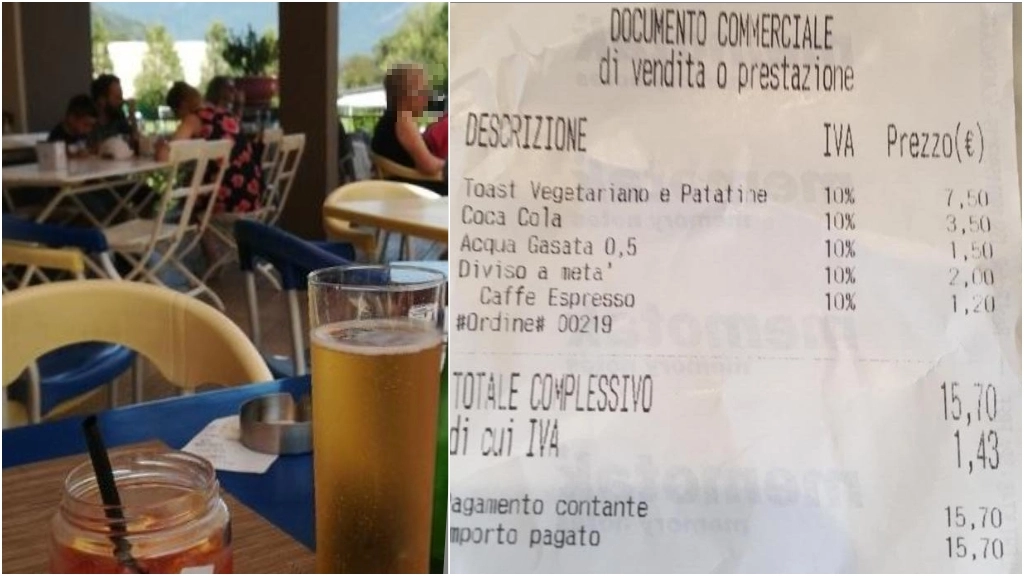 DOCUMENTO COMMERCIALE
di vendita o prestazione
DESCRIZIONE IVA Prezzo(€)
Toast Vegetariano e Patatine 10% 7,50
Coca Cola 10% 3,50
Acqua Gasata 0,5 10% 1,50
Diviso a meta' 10% 2,00
Caffe Espresso 10% 1,20
#Ordine# 00219
TOTALE COMPLESSIVO 15,70
di cui IVA 1,43
agamento contante 15,70
mporto pagato 15,70